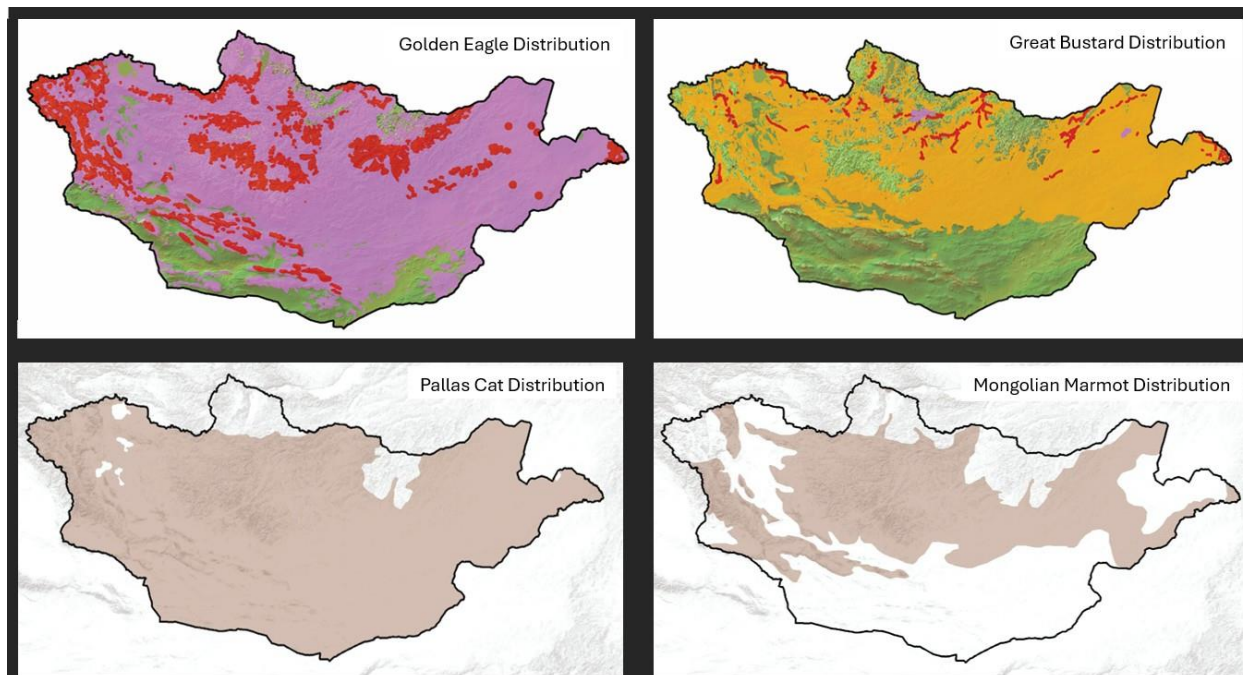 Golden Eagle Distribution
Great Bustard Distribution
Pallas Cat Distribution
Mongolian Marmot Distribution